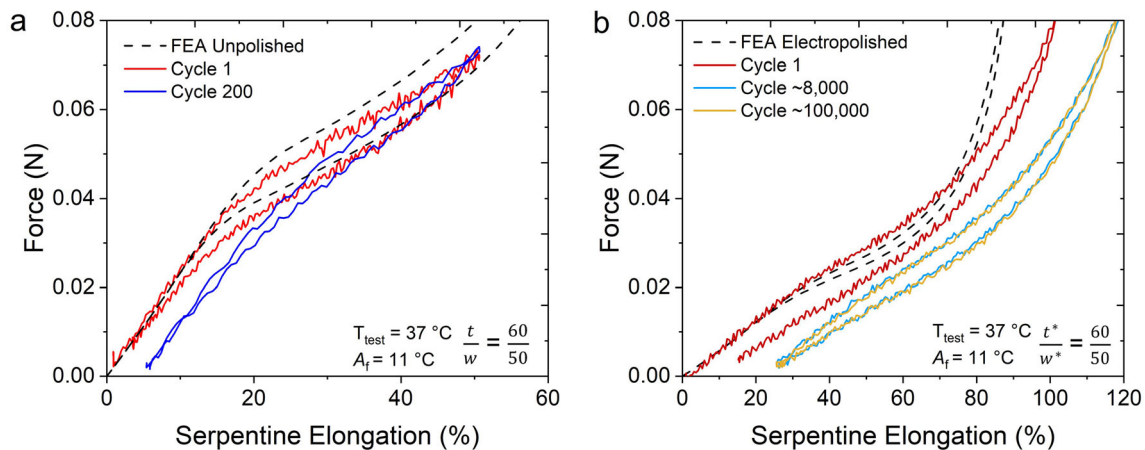 a
FEA Unpolished
Cycle 1
Cycle 200
0.08
0.06
0.04
0.02
0.00
Force (N)
T_test = 37 °C t/w = 60/50
A_f = 11 °C
0 20 40 60
Serpentine Elongation (%)
b
FEA Electropolished
Cycle 1
Cycle ~8,000
Cycle ~100,000
0.08
0.06
0.04
0.02
0.00
Force (N)
T_test = 37 °C t*/w* = 60/50
A_f = 11 °C
0 20 40 60 80 100 120
Serpentine Elongation (%)